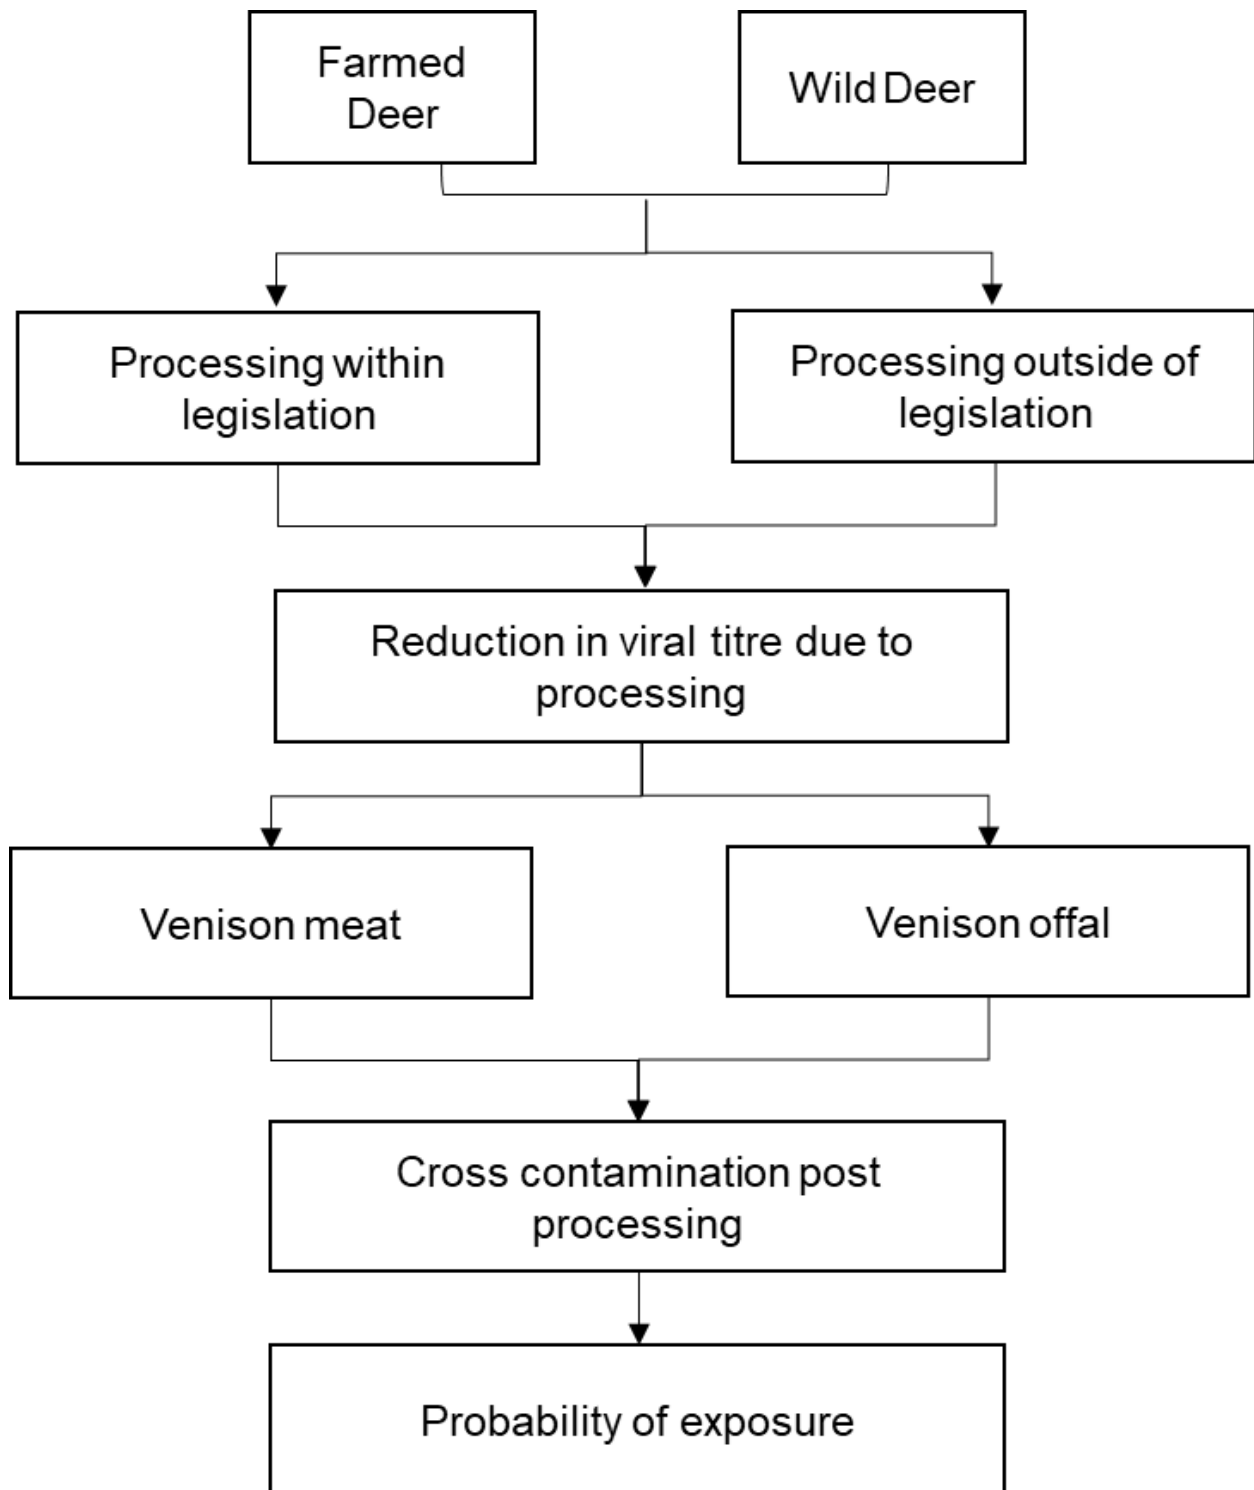 Farmed
Deer
Wild Deer
Processing within
legislation
Processing outside of
legislation
Reduction in viral titre due to
processing
Venison meat
Venison offal
Cross contamination post
processing
Probability of exposure